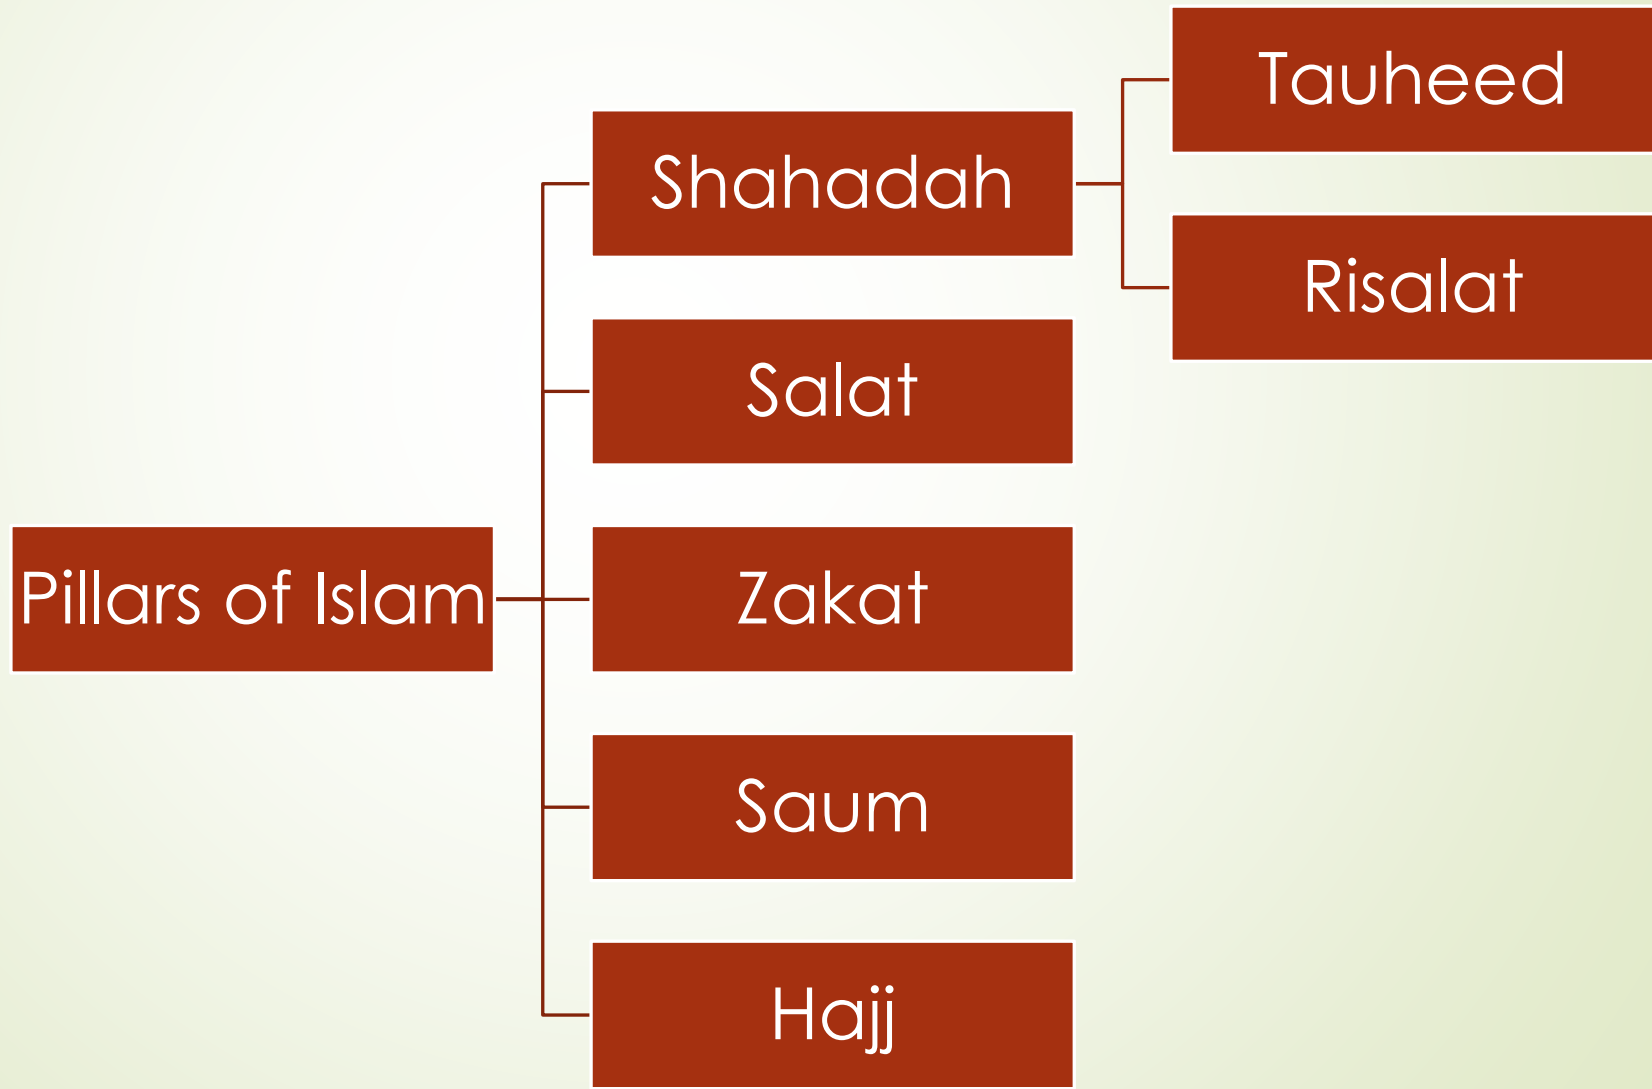 Pillars of Islam
Shahadah
Tauheed
Risalat
Salat
Zakat
Saum
Hajj